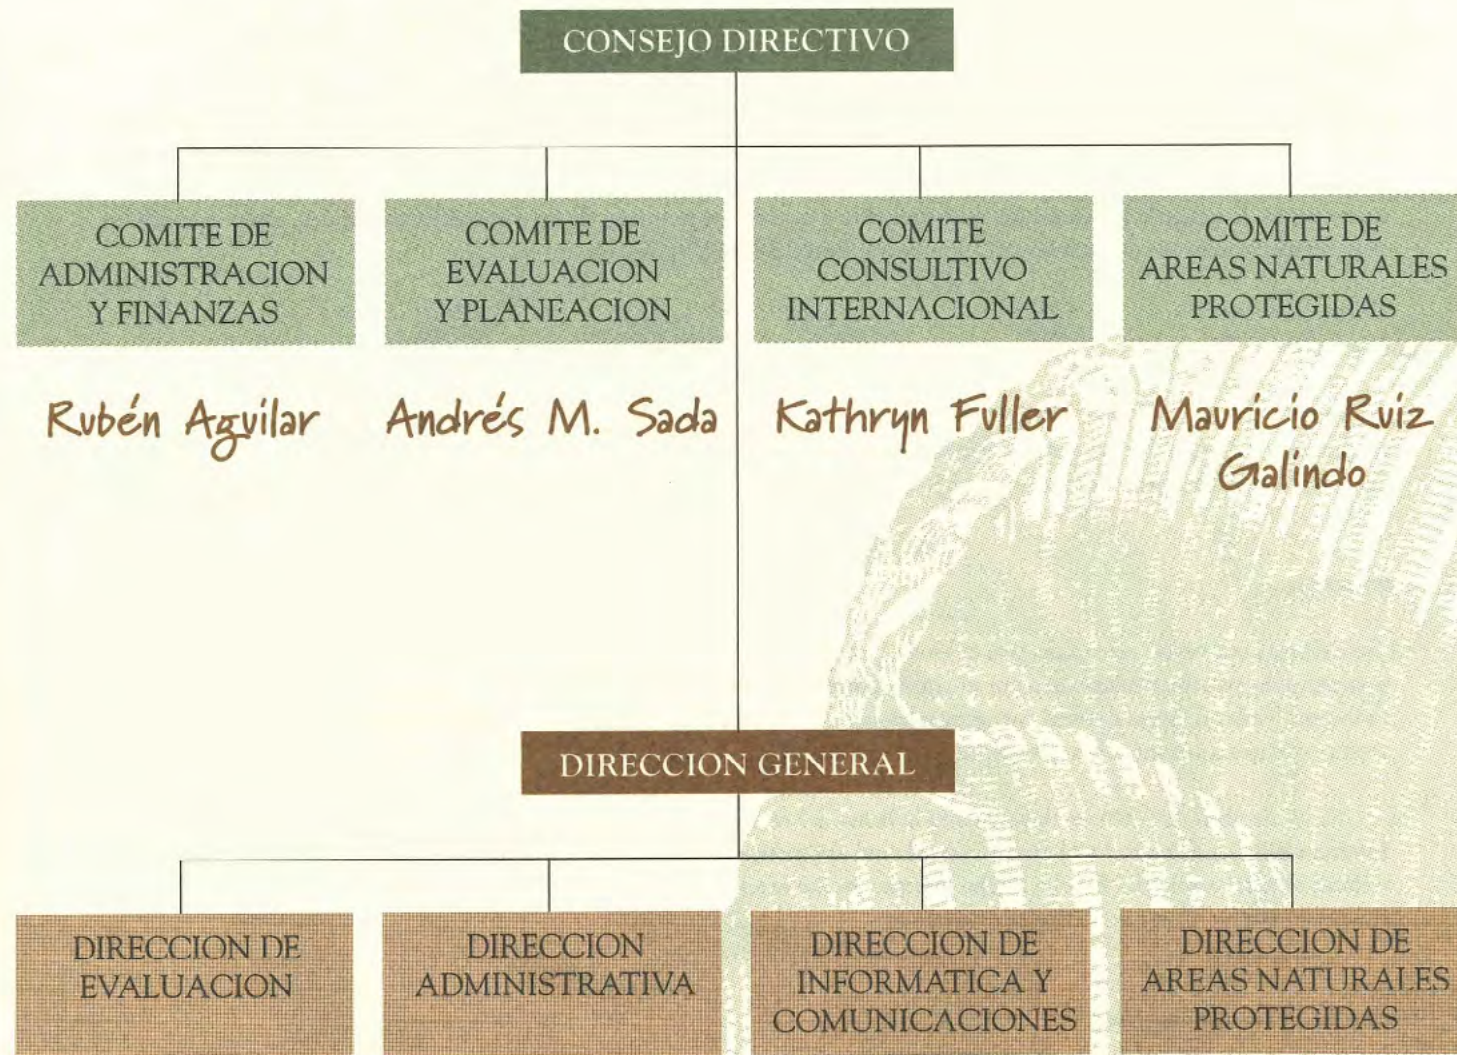 CONSEJO DIRECTIVO
COMITE DE
ADMINISTRACION
Y FINANZAS
COMITE DE
EVALUACION
Y PLANEACION
COMITE
CONSULTIVO
INTERNACIONAL
COMITE DE
AREAS NATURALES
PROTEGIDAS
Rubén Aguilar
Andrés M. Sada
Kathryn Fuller
Mauricio Ruiz
Galindo
DIRECCION GENERAL
DIRECCION DE
EVALUACION
DIRECCION
ADMINISTRATIVA
DIRECCION DE
INFORMATICA Y
COMUNICACIONES
DIRECCION DE
AREAS NATURALES
PROTEGIDAS